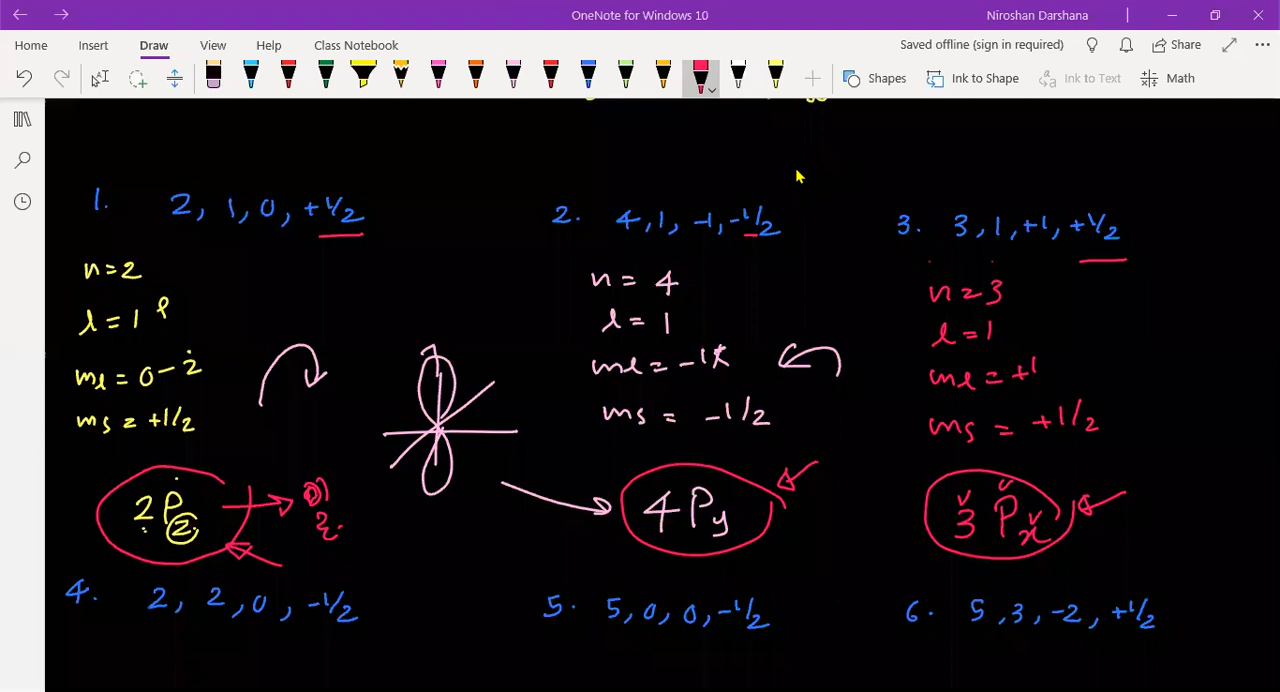 OneNote for Windows 10
Niroshan Darshana
Home Insert Draw View Help Class Notebook
Saved offline (sign in required)
Share
Shapes
Ink to Shape
Ink to Text
Math
1. 2, 1, 0, +1/2
2. 4, 1, -1, -1/2
3. 3, 1, +1, +1/2
n = 2
l = 1 P
ml = 0 - z
ms = +1/2
2Pz
n = 4
l = 1
ml = -1
ms = -1/2
4Py
n = 3
l = 1
ml = +1
ms = +1/2
3Px
4. 2, 2, 0, -1/2
5. 5, 0, 0, -1/2
6. 5, 3, -2, +1/2